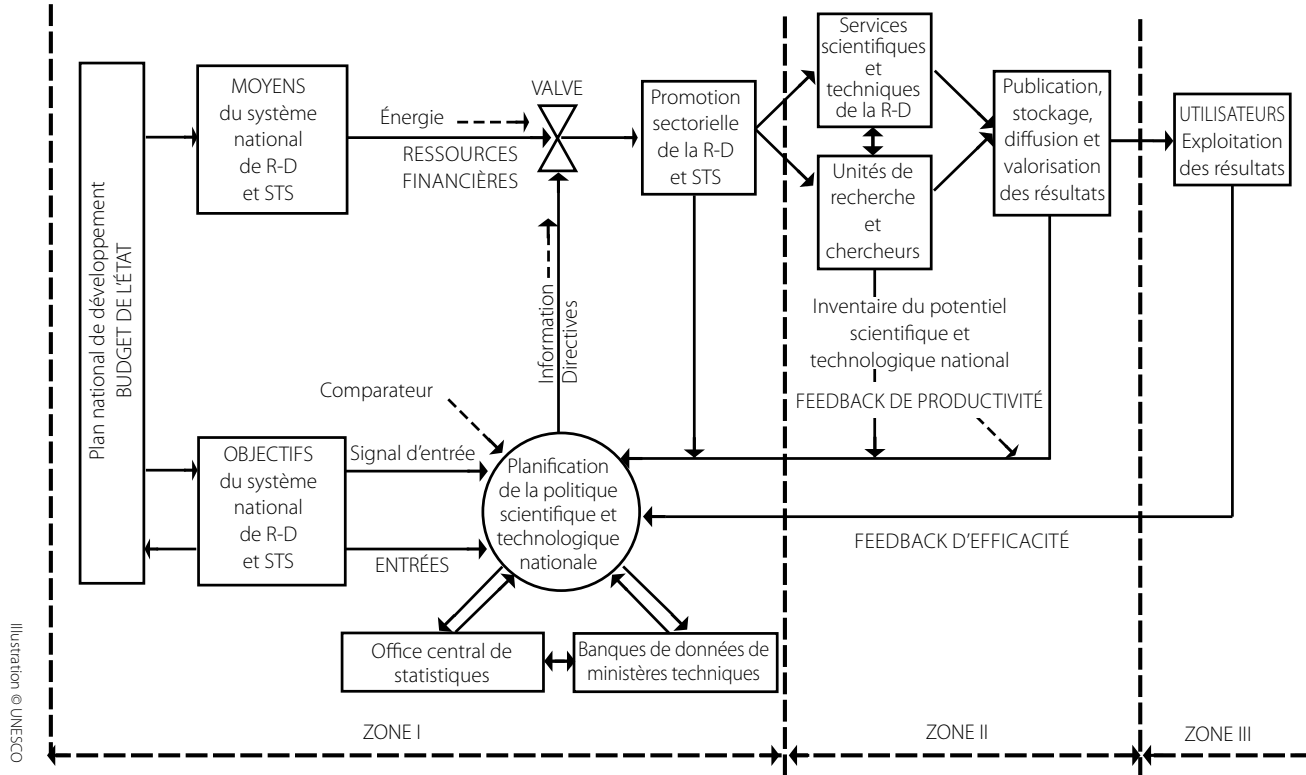 Plan national de développement
BUDGET DE L'ÉTAT
MOYENS
du système
national
de R-D
et STS
Énergie
RESSOURCES
FINANCIÈRES
VALVE
Promotion
sectorielle
de la R-D
et STS
Services
scientifiques
et
techniques
de la R-D
Unités de
recherche
et
chercheurs
Publication,
stockage,
diffusion et
valorisation
des résultats
UTILISATEURS
Exploitation
des résultats
Information
Directives
Inventaire du potentiel
scientifique et
technologique national
FEEDBACK DE PRODUCTIVITÉ
Comparateur
OBJECTIFS
du système
national
de R-D
et STS
Signal d'entrée
ENTRÉES
Planification
de la politique
scientifique et
technologique
nationale
FEEDBACK D'EFFICACITÉ
Office central de
statistiques
Banques de données de
ministères techniques
ZONE I
ZONE II
ZONE III
Illustration © UNESCO